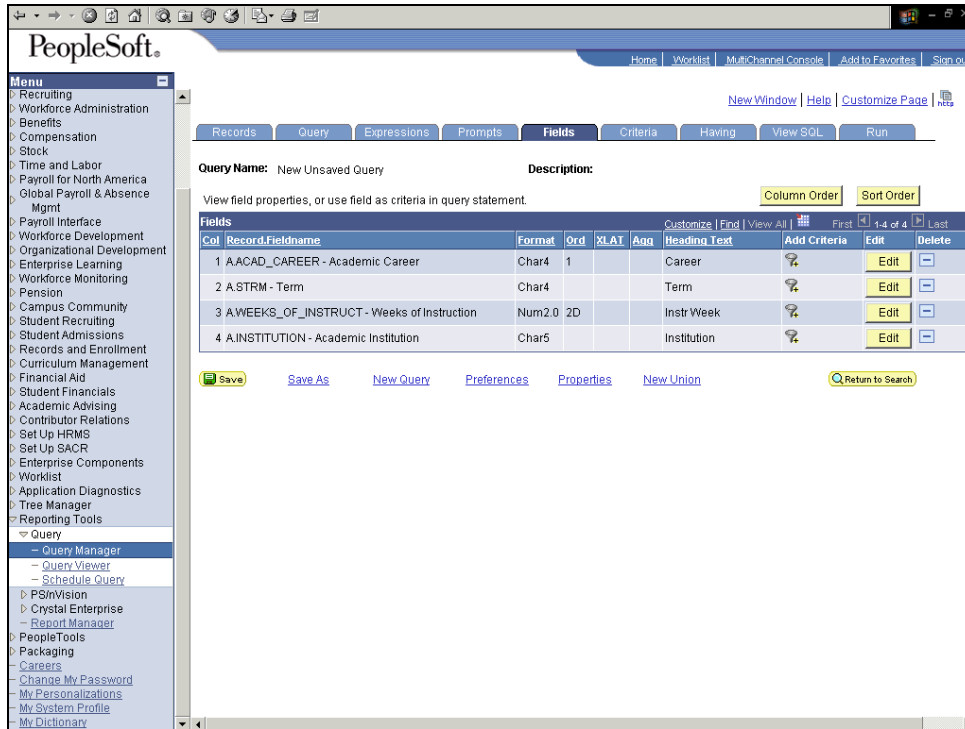 PeopleSoft.
Home | Worklist | MultiChannel Console | Add to Favorites |
Menu
Recruiting
Workforce Administration
Benefits
Compensation
Stock
Time and Labor
Payroll for North America
Global Payroll & Absence
Mgmt
Payroll Interface
Workforce Development
Organizational Development
Enterprise Learning
Workforce Monitoring
Pension
Campus Community
Student Recruiting
Student Admissions
Records and Enrollment
Curriculum Management
Financial Aid
Student Financials
Academic Advising
Contributor Relations
Set Up HRMS
Set Up SACR
Enterprise Components
Worklist
Application Diagnostics
Tree Manager
Reporting Tools
Query
Query Manager
Query Viewer
Schedule Query
PS/nVision
Crystal Enterprise
Report Manager
PeopleTools
Packaging
Careers
Change My Password
My Personalizations
My System Profile
My Dictionary
New Window | Help | Customize Page | http
Records Query Expressions Prompts Fields Criteria Having View SQL Run
Query Name: New Unsaved Query Description:
View field properties, or use field as criteria in query statement. Column Order Sort Order
Fields Customize | Find | View All | First 1-4 of 4 Last
Col Record.Fieldname Format Ord XLAT Agg Heading Text Add Criteria Edit Delete
1 A.ACAD_CAREER - Academic Career Char4 1 Career Edit
2 A.STRM - Term Char4 Term Edit
3 A.WEEKS_OF_INSTRUCT - Weeks of Instruction Num2.0 2D Instr Week Edit
4 A.INSTITUTION - Academic Institution Char5 Institution Edit
Save Save As New Query Preferences Properties New Union Return to Search